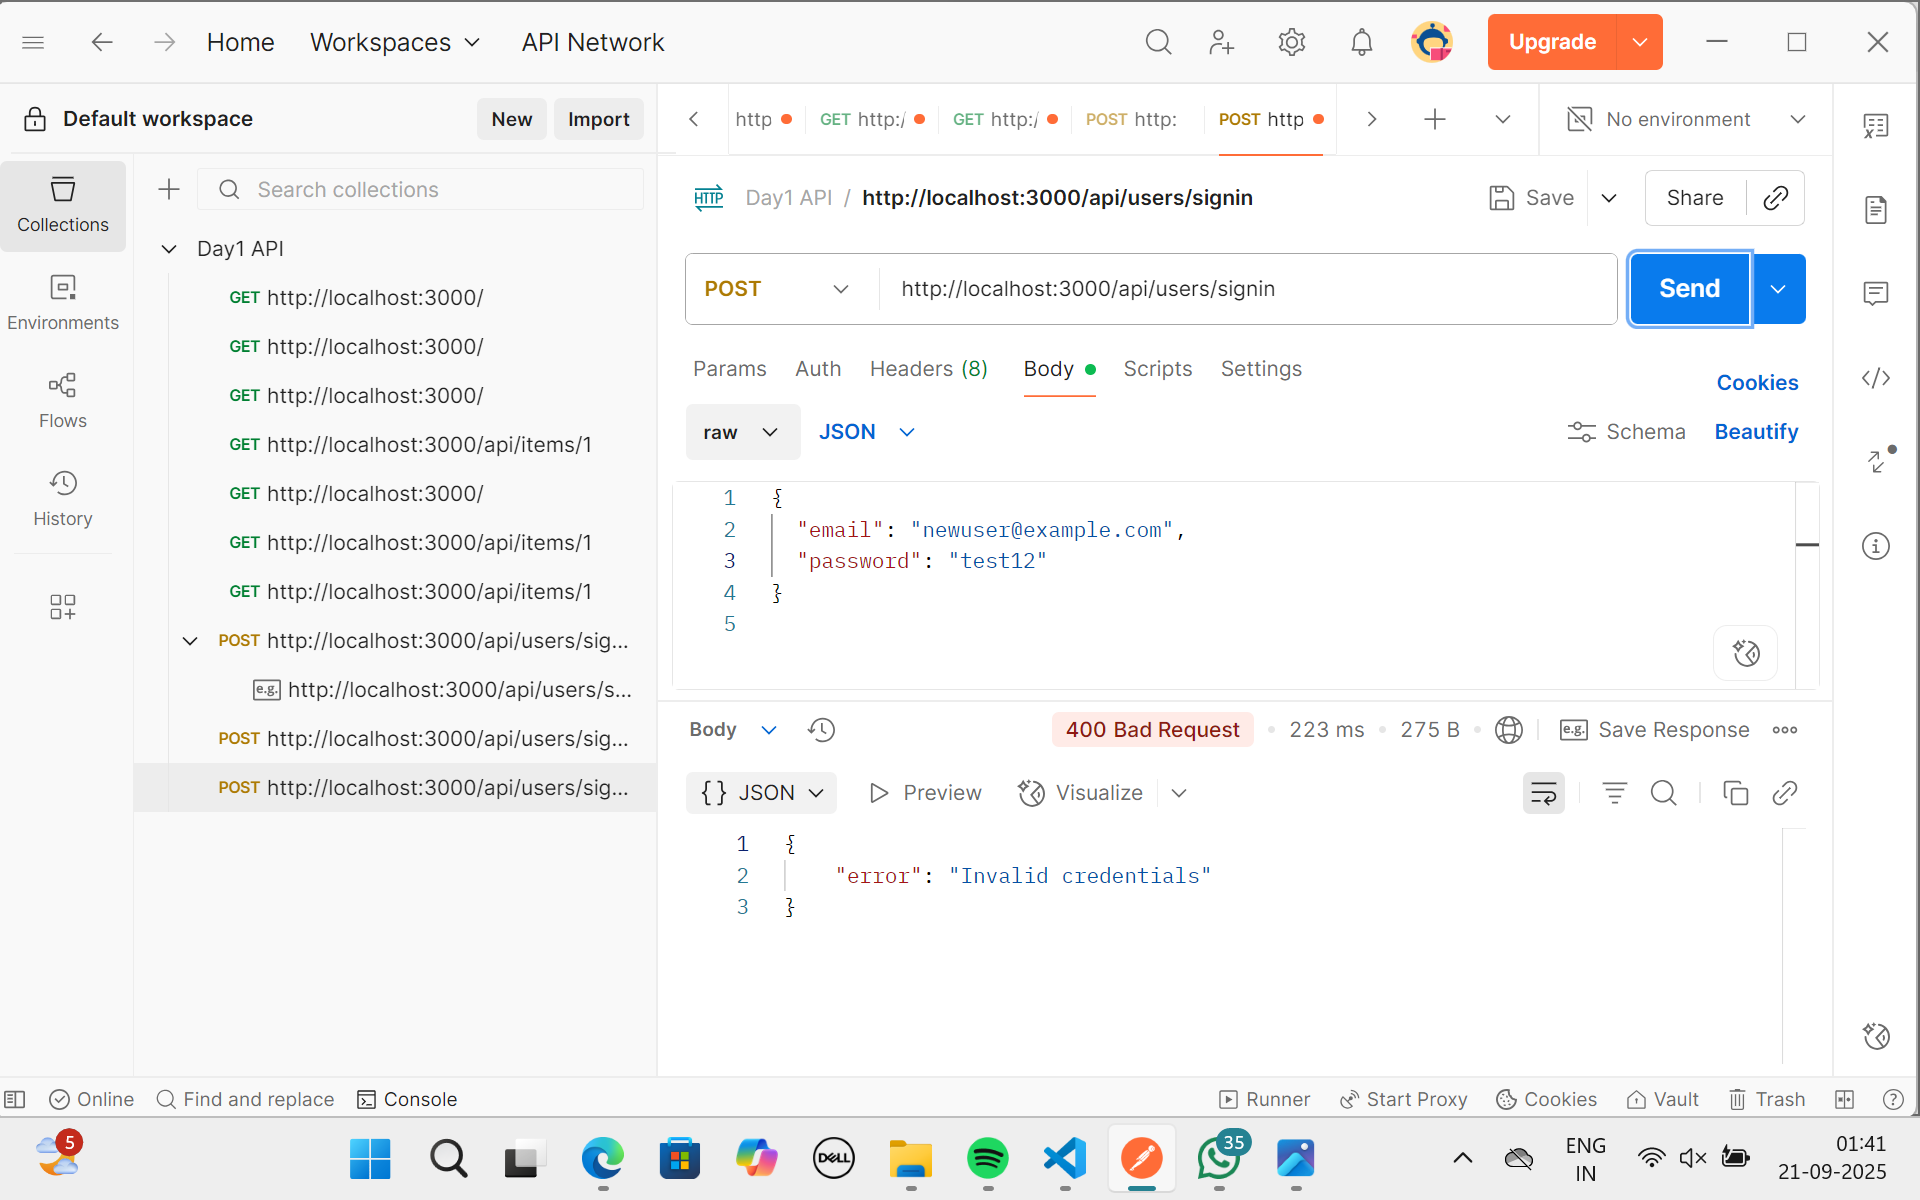 Home
Workspaces
API Network
Upgrade
Default workspace
New
Import
http
GET http:/
GET http:/
POST http:
POST http
No environment
Collections
Environments
Flows
History
Search collections
Day1 API
GET http://localhost:3000/
GET http://localhost:3000/
GET http://localhost:3000/
GET http://localhost:3000/api/items/1
GET http://localhost:3000/
GET http://localhost:3000/api/items/1
GET http://localhost:3000/api/items/1
POST http://localhost:3000/api/users/sig...
e.g. http://localhost:3000/api/users/s...
POST http://localhost:3000/api/users/sig...
POST http://localhost:3000/api/users/sig...
HTTP Day1 API / http://localhost:3000/api/users/signin
Save
Share
POST http://localhost:3000/api/users/signin
Send
Params Auth Headers (8) Body Scripts Settings
Cookies
raw JSON
Schema Beautify
1 {
2 "email": "newuser@example.com",
3 "password": "test12"
4 }
5
Body
400 Bad Request • 223 ms • 275 B •
e.g. Save Response
{} JSON Preview Visualize
1 {
2 "error": "Invalid credentials"
3 }
Online Find and replace Console
Runner Start Proxy Cookies Vault Trash
5
DELL
35
ENG
IN
01:41
21-09-2025